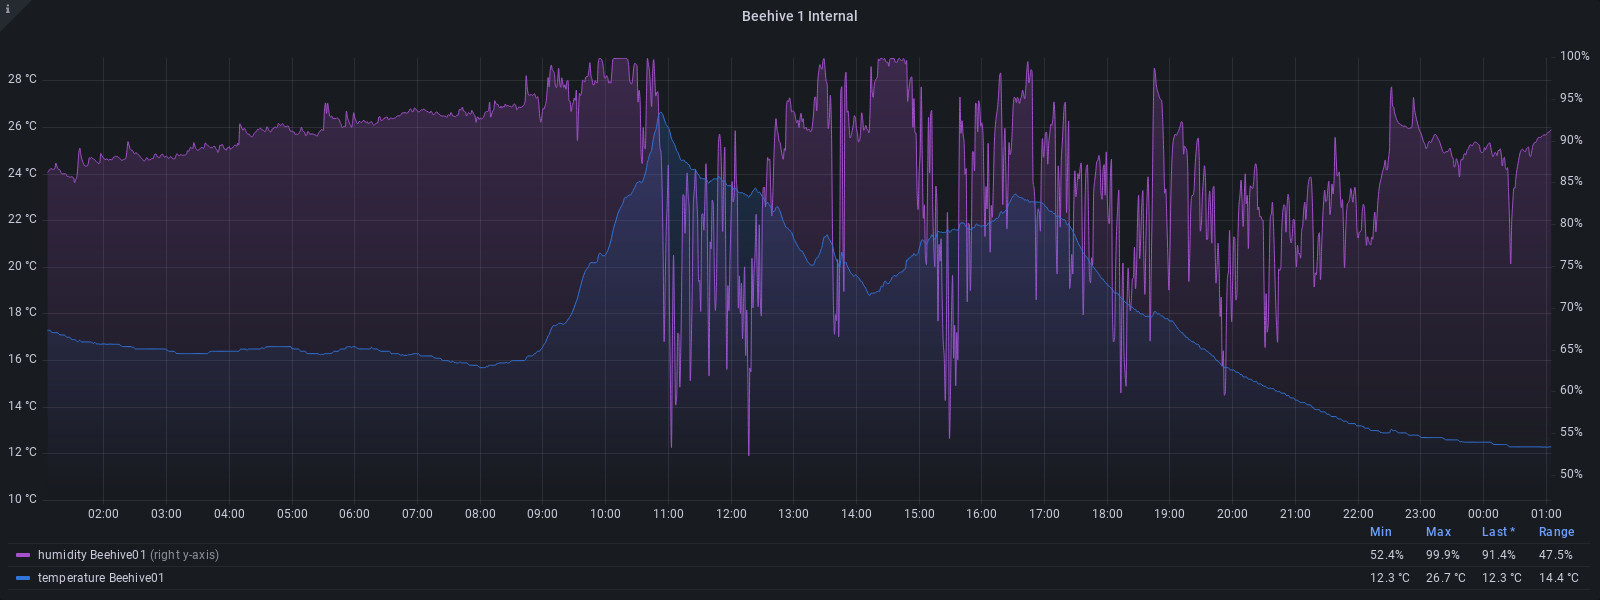 i
Beehive 1 Internal
28 °C
26 °C
24 °C
22 °C
20 °C
18 °C
16 °C
14 °C
12 °C
10 °C
100%
95%
90%
85%
80%
75%
70%
65%
60%
55%
50%
02:00 03:00 04:00 05:00 06:00 07:00 08:00 09:00 10:00 11:00 12:00 13:00 14:00 15:00 16:00 17:00 18:00 19:00 20:00 21:00 22:00 23:00 00:00 01:00
Min Max Last * Range
humidity Beehive01 (right y-axis) 52.4% 99.9% 91.4% 47.5%
temperature Beehive01 12.3 °C 26.7 °C 12.3 °C 14.4 °C